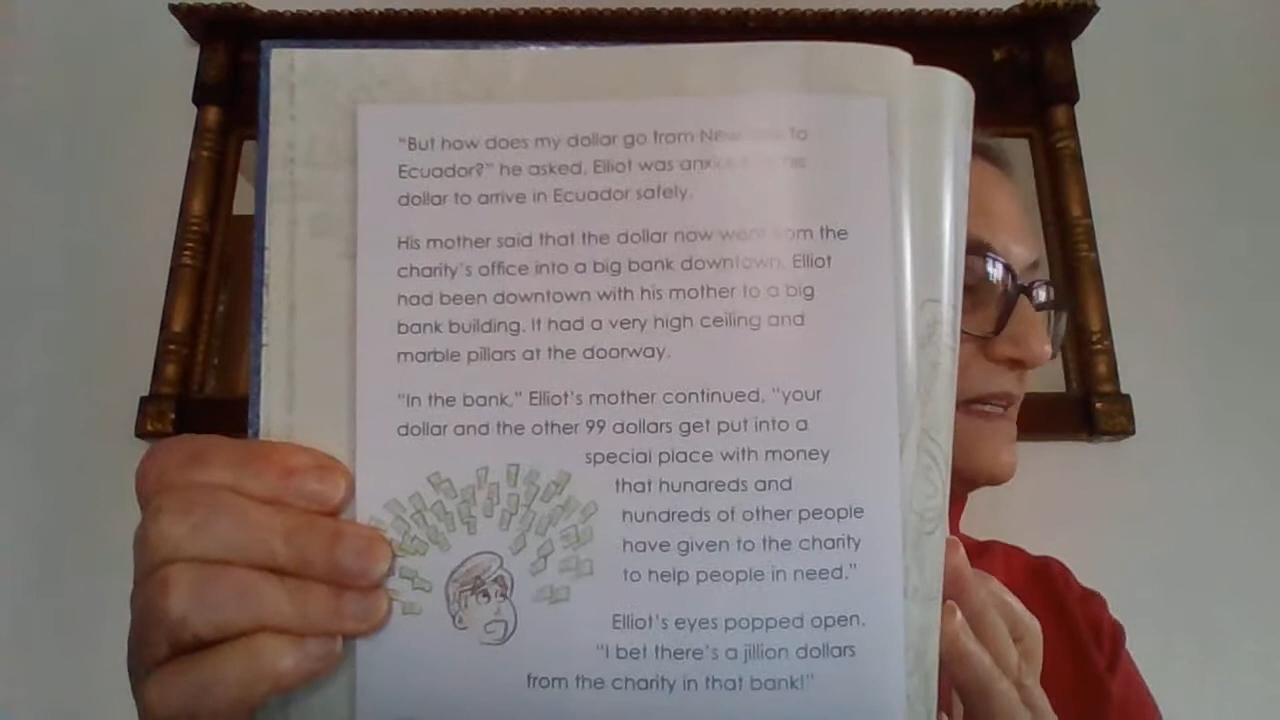 "But how does my dollar go from to
Ecuador?" he asked. Elliot was his
dollar to arrive in Ecuador safely.
His mother said that the dollar now went from the
charity's office into a big bank downtown. Elliot
had been downtown with his mother to a big
bank building. It had a very high ceiling and
marble pillars at the doorway.
"In the bank," Elliot's mother continued, "your
dollar and the other 99 dollars get put into a
special place with money
that hundreds and
hundreds of other people
have given to the charity
to help people in need."
Elliot's eyes popped open.
"I bet there's a jillion dollars
from the charity in that bank!"